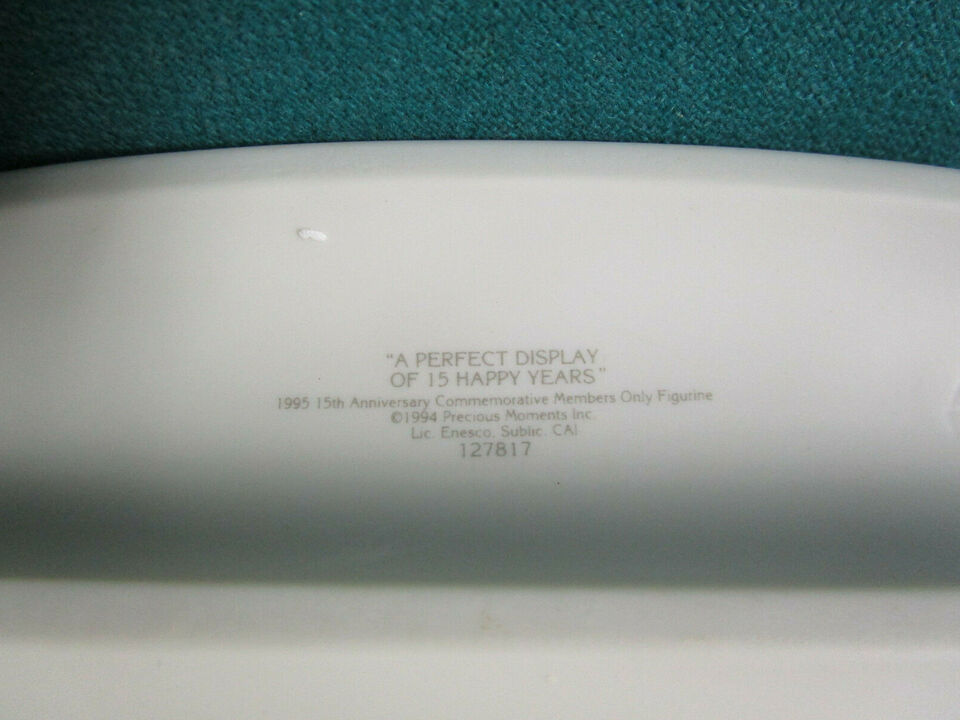 "A PERFECT DISPLAY
OF 15 HAPPY YEARS"
1995 15th Anniversary Commemorative Members Only Figurine
©1994 Precious Moments Inc.
Lic. Enesco. Sublic. CAI
127817